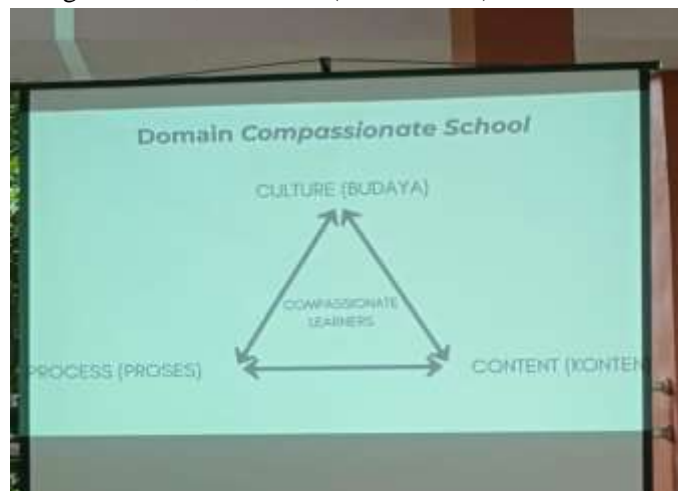 Domain Compassionate School
CULTURE (BUDAYA)
COMPASSIONATE
LEARNERS
PROCESS (PROSES)
CONTENT (KONTEN